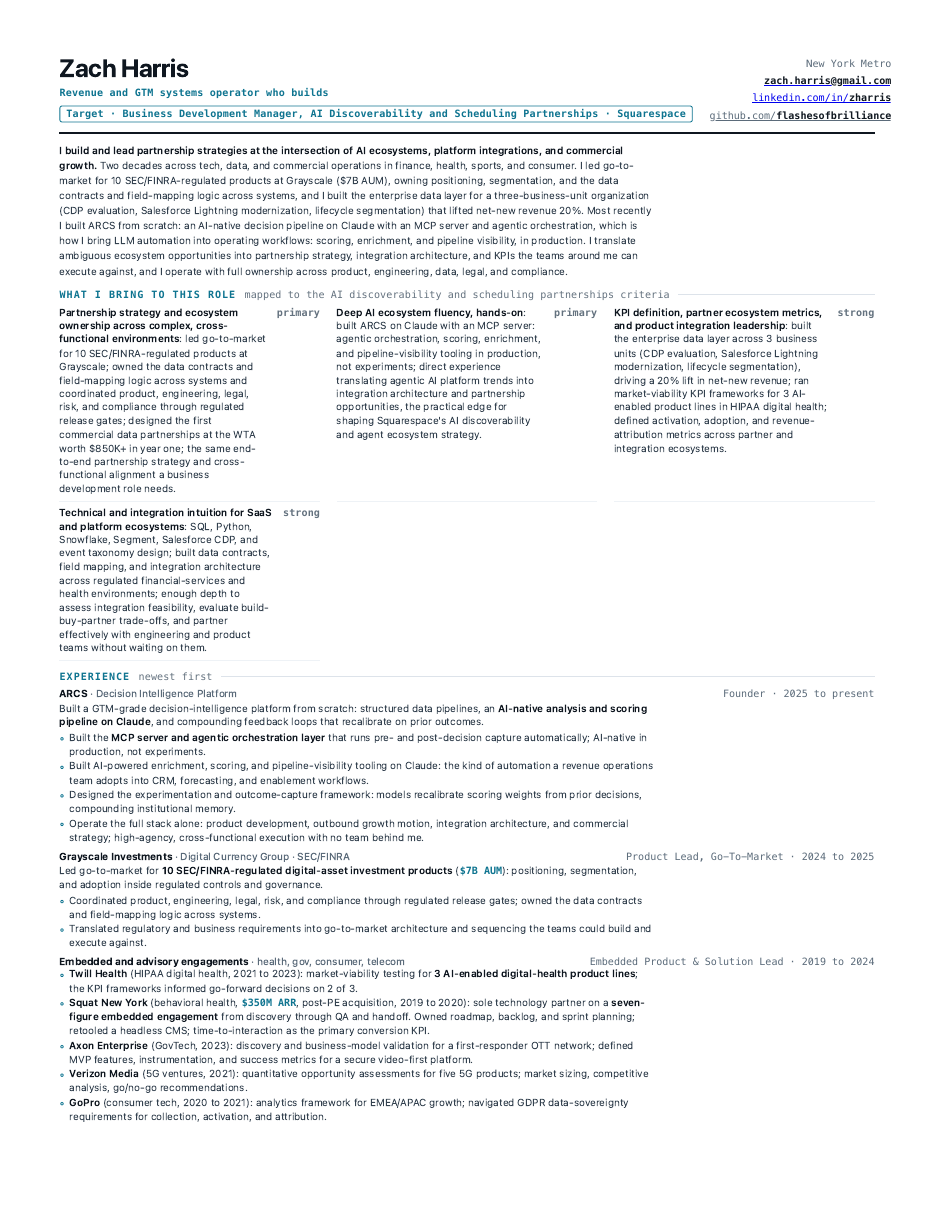 Zach Harris
Revenue and GTM systems operator who builds
Target · Business Development Manager, AI Discoverability and Scheduling Partnerships · Squarespace
New York Metro
zach.harris@gmail.com
linkedin.com/in/zharris
github.com/flashesofbrilliance
I build and lead partnership strategies at the intersection of AI ecosystems, platform integrations, and commercial
growth. Two decades across tech, data, and commercial operations in finance, health, sports, and consumer. I led go-to-
market for 10 SEC/FINRA-regulated products at Grayscale ($7B AUM), owning positioning, segmentation, and the data
contracts and field-mapping logic across systems, and I built the enterprise data layer for a three-business-unit organization
(CDP evaluation, Salesforce Lightning modernization, lifecycle segmentation) that lifted net-new revenue 20%. Most recently
I built ARCS from scratch: an AI-native decision pipeline on Claude with an MCP server and agentic orchestration, which is
how I bring LLM automation into operating workflows: scoring, enrichment, and pipeline visibility, in production. I translate
ambiguous ecosystem opportunities into partnership strategy, integration architecture, and KPIs the teams around me can
execute against, and I operate with full ownership across product, engineering, data, legal, and compliance.
WHAT I BRING TO THIS ROLE mapped to the AI discoverability and scheduling partnerships criteria
Partnership strategy and ecosystem
ownership across complex, cross-
functional environments: led go-to-market
for 10 SEC/FINRA-regulated products at
Grayscale; owned the data contracts and
field-mapping logic across systems and
coordinated product, engineering, legal,
risk, and compliance through regulated
release gates; designed the first
commercial data partnerships at the WTA
worth $850K+ in year one; the same end-
to-end partnership strategy and cross-
functional alignment a business
development role needs.
primary
Deep AI ecosystem fluency, hands-on:
built ARCS on Claude with an MCP server:
agentic orchestration, scoring, enrichment,
and pipeline-visibility tooling in production,
not experiments; direct experience
translating agentic AI platform trends into
integration architecture and partnership
opportunities, the practical edge for
shaping Squarespace's AI discoverability
and agent ecosystem strategy.
primary
KPI definition, partner ecosystem metrics,
and product integration leadership: built
the enterprise data layer across 3 business
units (CDP evaluation, Salesforce Lightning
modernization, lifecycle segmentation),
driving a 20% lift in net-new revenue; ran
market-viability KPI frameworks for 3 AI-
enabled product lines in HIPAA digital health;
defined activation, adoption, and revenue-
attribution metrics across partner and
integration ecosystems.
strong
Technical and integration intuition for SaaS
and platform ecosystems: SQL, Python,
Snowflake, Segment, Salesforce CDP, and
event taxonomy design; built data contracts,
field mapping, and integration architecture
across regulated financial-services and
health environments; enough depth to
assess integration feasibility, evaluate build-
buy-partner trade-offs, and partner
effectively with engineering and product
teams without waiting on them.
strong
EXPERIENCE newest first
ARCS · Decision Intelligence Platform
Founder · 2025 to present
Built a GTM-grade decision-intelligence platform from scratch: structured data pipelines, an AI-native analysis and scoring
pipeline on Claude, and compounding feedback loops that recalibrate on prior outcomes.
Built the MCP server and agentic orchestration layer that runs pre- and post-decision capture automatically; AI-native in
production, not experiments.
Built AI-powered enrichment, scoring, and pipeline-visibility tooling on Claude: the kind of automation a revenue operations
team adopts into CRM, forecasting, and enablement workflows.
Designed the experimentation and outcome-capture framework: models recalibrate scoring weights from prior decisions,
compounding institutional memory.
Operate the full stack alone: product development, outbound growth motion, integration architecture, and commercial
strategy; high-agency, cross-functional execution with no team behind me.
Grayscale Investments · Digital Currency Group · SEC/FINRA
Product Lead, Go-To-Market · 2024 to 2025
Led go-to-market for 10 SEC/FINRA-regulated digital-asset investment products ($7B AUM): positioning, segmentation,
and adoption inside regulated controls and governance.
Coordinated product, engineering, legal, risk, and compliance through regulated release gates; owned the data contracts
and field-mapping logic across systems.
Translated regulatory and business requirements into go-to-market architecture and sequencing the teams could build and
execute against.
Embedded and advisory engagements · health, gov, consumer, telecom
Embedded Product & Solution Lead · 2019 to 2024
Twill Health (HIPAA digital health, 2021 to 2023): market-viability testing for 3 AI-enabled digital-health product lines;
the KPI frameworks informed go-forward decisions on 2 of 3.
Squat New York (behavioral health, $350M ARR, post-PE acquisition, 2019 to 2020): sole technology partner on a seven-
figure embedded engagement from discovery through QA and handoff. Owned roadmap, backlog, and sprint planning;
retooled a headless CMS; time-to-interaction as the primary conversion KPI.
Axon Enterprise (GovTech, 2023): discovery and business-model validation for a first-responder OTT network; defined
MVP features, instrumentation, and success metrics for a secure video-first platform.
Verizon Media (5G ventures, 2021): quantitative opportunity assessments for five 5G products; market sizing, competitive
analysis, go/no-go recommendations.
GoPro (consumer tech, 2020 to 2021): analytics framework for EMEA/APAC growth; navigated GDPR data-sovereignty
requirements for collection, activation, and attribution.